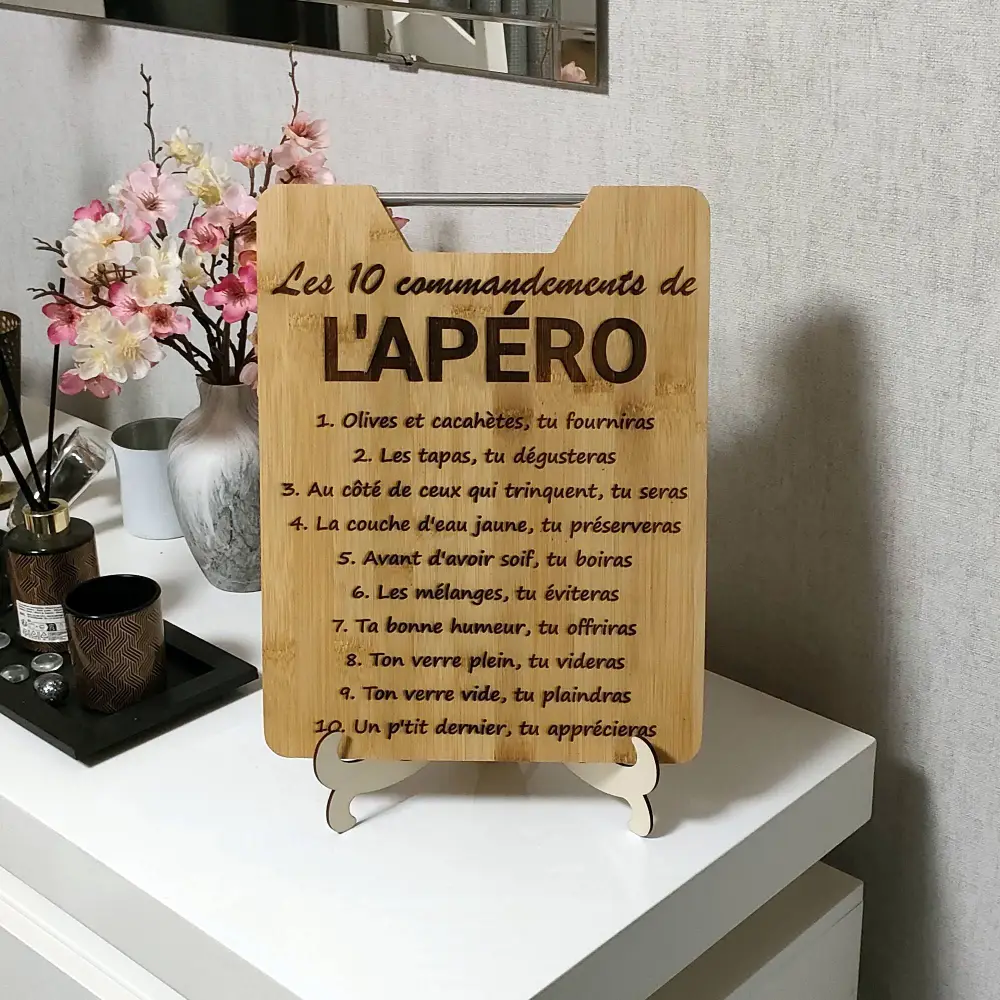 Les 10 commandements de
L'APÉRO
1. Olives et cacahètes, tu fourniras
2. Les tapas, tu dégusteras
3. Au côté de ceux qui trinquent, tu seras
4. La couche d'eau jaune, tu préserveras
5. Avant d'avoir soif, tu boiras
6. Les mélanges, tu éviteras
7. Ta bonne humeur, tu offriras
8. Ton verre plein, tu videras
9. Ton verre vide, tu plaindras
10. Un p'tit dernier, tu apprécieras